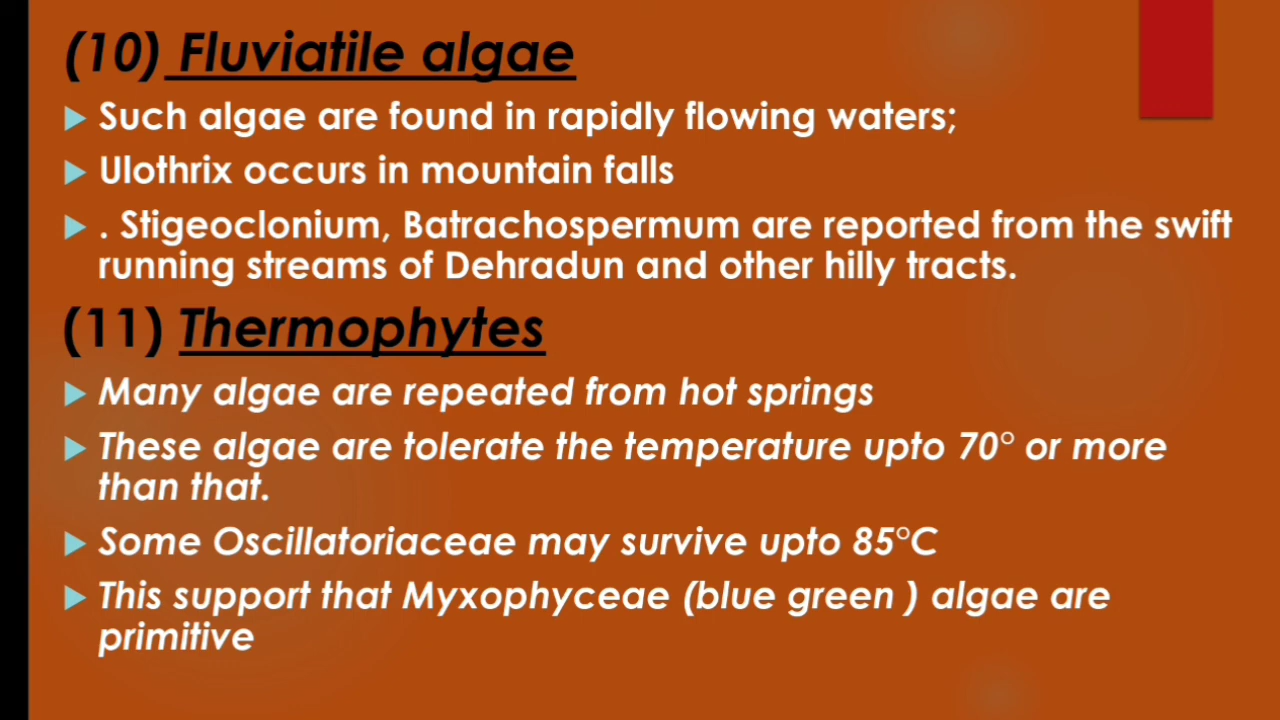 (10) Fluviatile algae
Such algae are found in rapidly flowing waters;
Ulothrix occurs in mountain falls
. Stigeoclonium, Batrachospermum are reported from the swift
running streams of Dehradun and other hilly tracts.
(11) Thermophytes
Many algae are repeated from hot springs
These algae are tolerate the temperature upto 70° or more
than that.
Some Oscillatoriaceae may survive upto 85°C
This support that Myxophyceae (blue green ) algae are
primitive